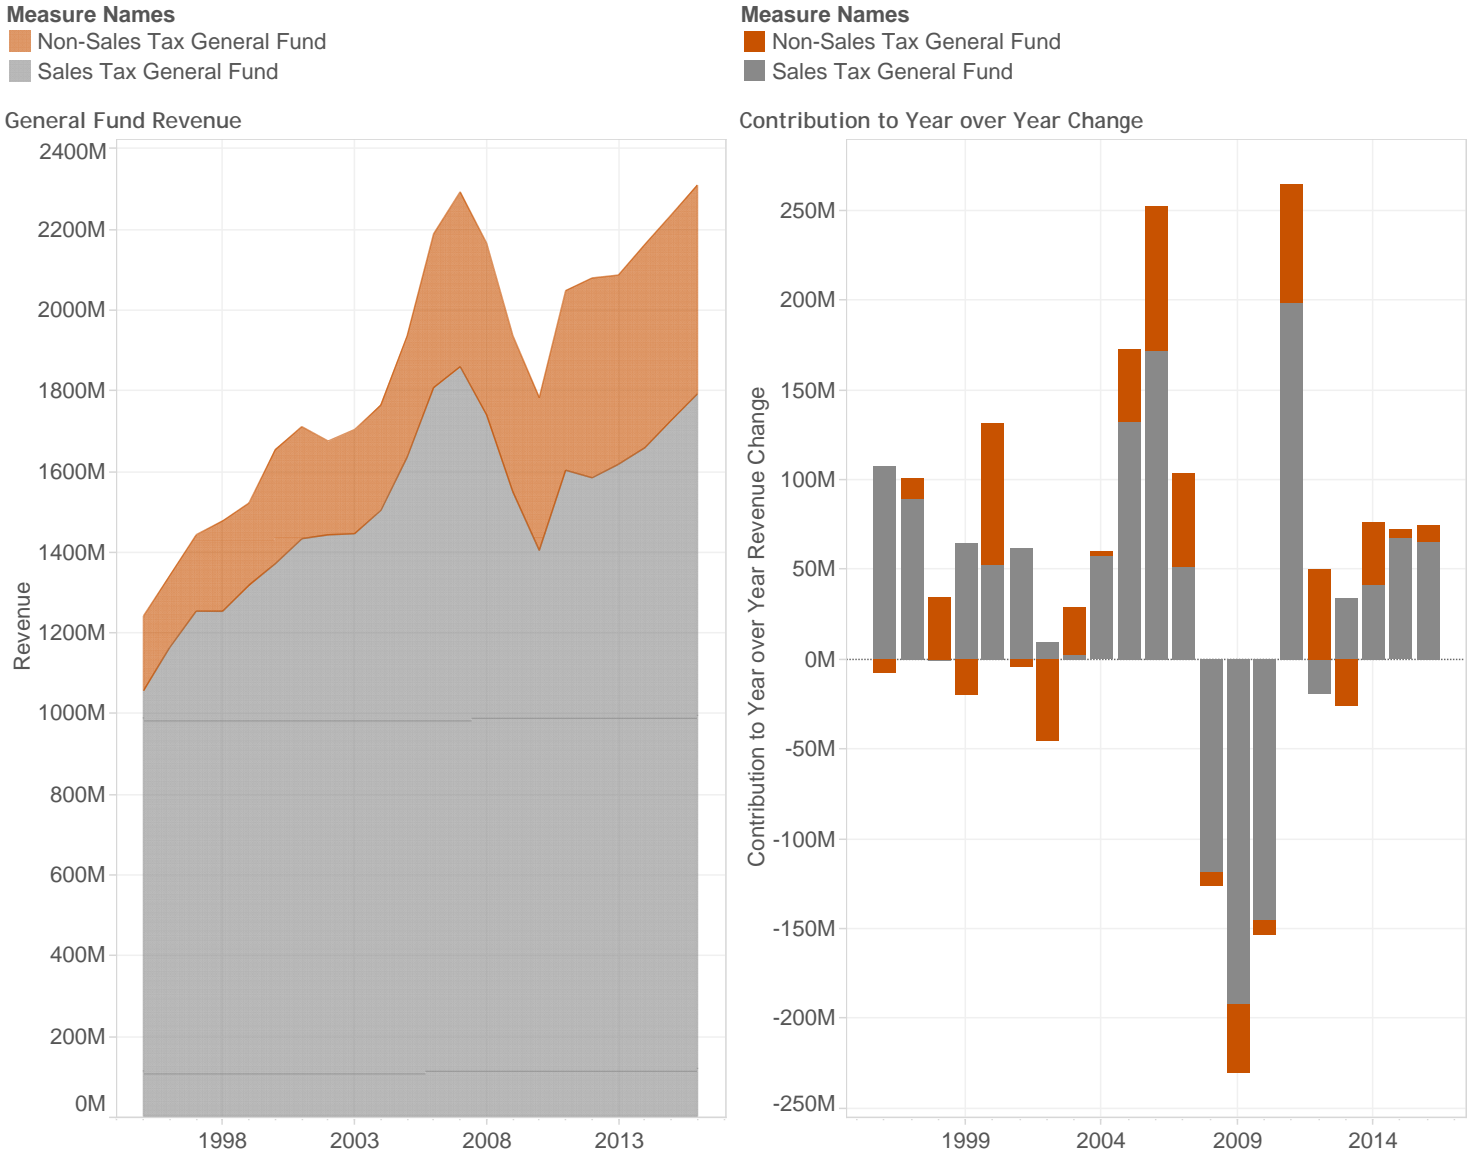 Measure Names
Non-Sales Tax General Fund
Sales Tax General Fund
General Fund Revenue
2400M
2200M
2000M
1800M
1600M
1400M
1200M
1000M
800M
600M
400M
200M
0M
Revenue
1998
2003
2008
2013
Measure Names
Non-Sales Tax General Fund
Sales Tax General Fund
Contribution to Year over Year Change
250M
200M
150M
100M
50M
0M
-50M
-100M
-150M
-200M
-250M
Contribution to Year over Year Revenue Change
1999
2004
2009
2014